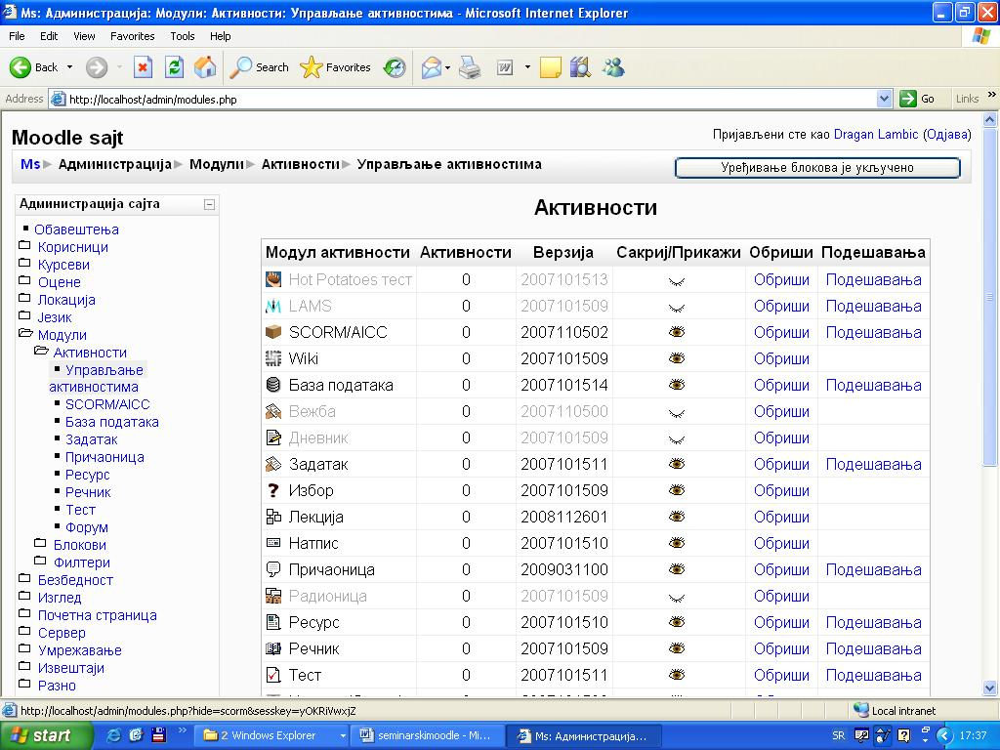 Ms: Администрација: Модули: Активности: Управљање активностима - Microsoft Internet Explorer
File Edit View Favorites Tools Help
Back Search Favorites
Address http://localhost/admin/modules.php Go Links
Moodle sajt
Пријављени сте као Dragan Lambic (Одјава)
Ms Администрација Модули Активности Управљање активностима
Уређивање блокова је укључено
Администрација сајта
Обавештења
Корисници
Курсеви
Оцене
Локација
Језик
Модули
Активности
Управљање
активностима
SCORM/AICC
База података
Задатак
Причаоница
Ресурс
Речник
Тест
Форум
Блокови
Филтери
Безбедност
Изглед
Почетна страница
Сервер
Умрежавање
Извештаји
Разно
Активности
Модул активности Активности Верзија Сакриј/Прикажи Обриши Подешавања
Hot Potatoes тест 0 2007101513 Обриши Подешавања
LAMS 0 2007101509 Обриши Подешавања
SCORM/AICC 0 2007110502 Обриши Подешавања
Wiki 0 2007101509 Обриши
База података 0 2007101514 Обриши Подешавања
Вежба 0 2007110500 Обриши
Дневник 0 2007101509 Обриши
Задатак 0 2007101511 Обриши Подешавања
Избор 0 2007101509 Обриши
Лекција 0 2008112601 Обриши
Натпис 0 2007101510 Обриши
Причаоница 0 2009031100 Обриши Подешавања
Радионица 0 2007101509 Обриши
Ресурс 0 2007101510 Обриши Подешавања
Речник 0 2007101509 Обриши Подешавања
Тест 0 2007101511 Обриши Подешавања
http://localhost/admin/modules.php?hide=scorm&sesskey=yOKRiWwxjZ Local intranet
start 2 Windows Explorer seminarskimoodle - Mi... Ms: Администрација... SR 17:37